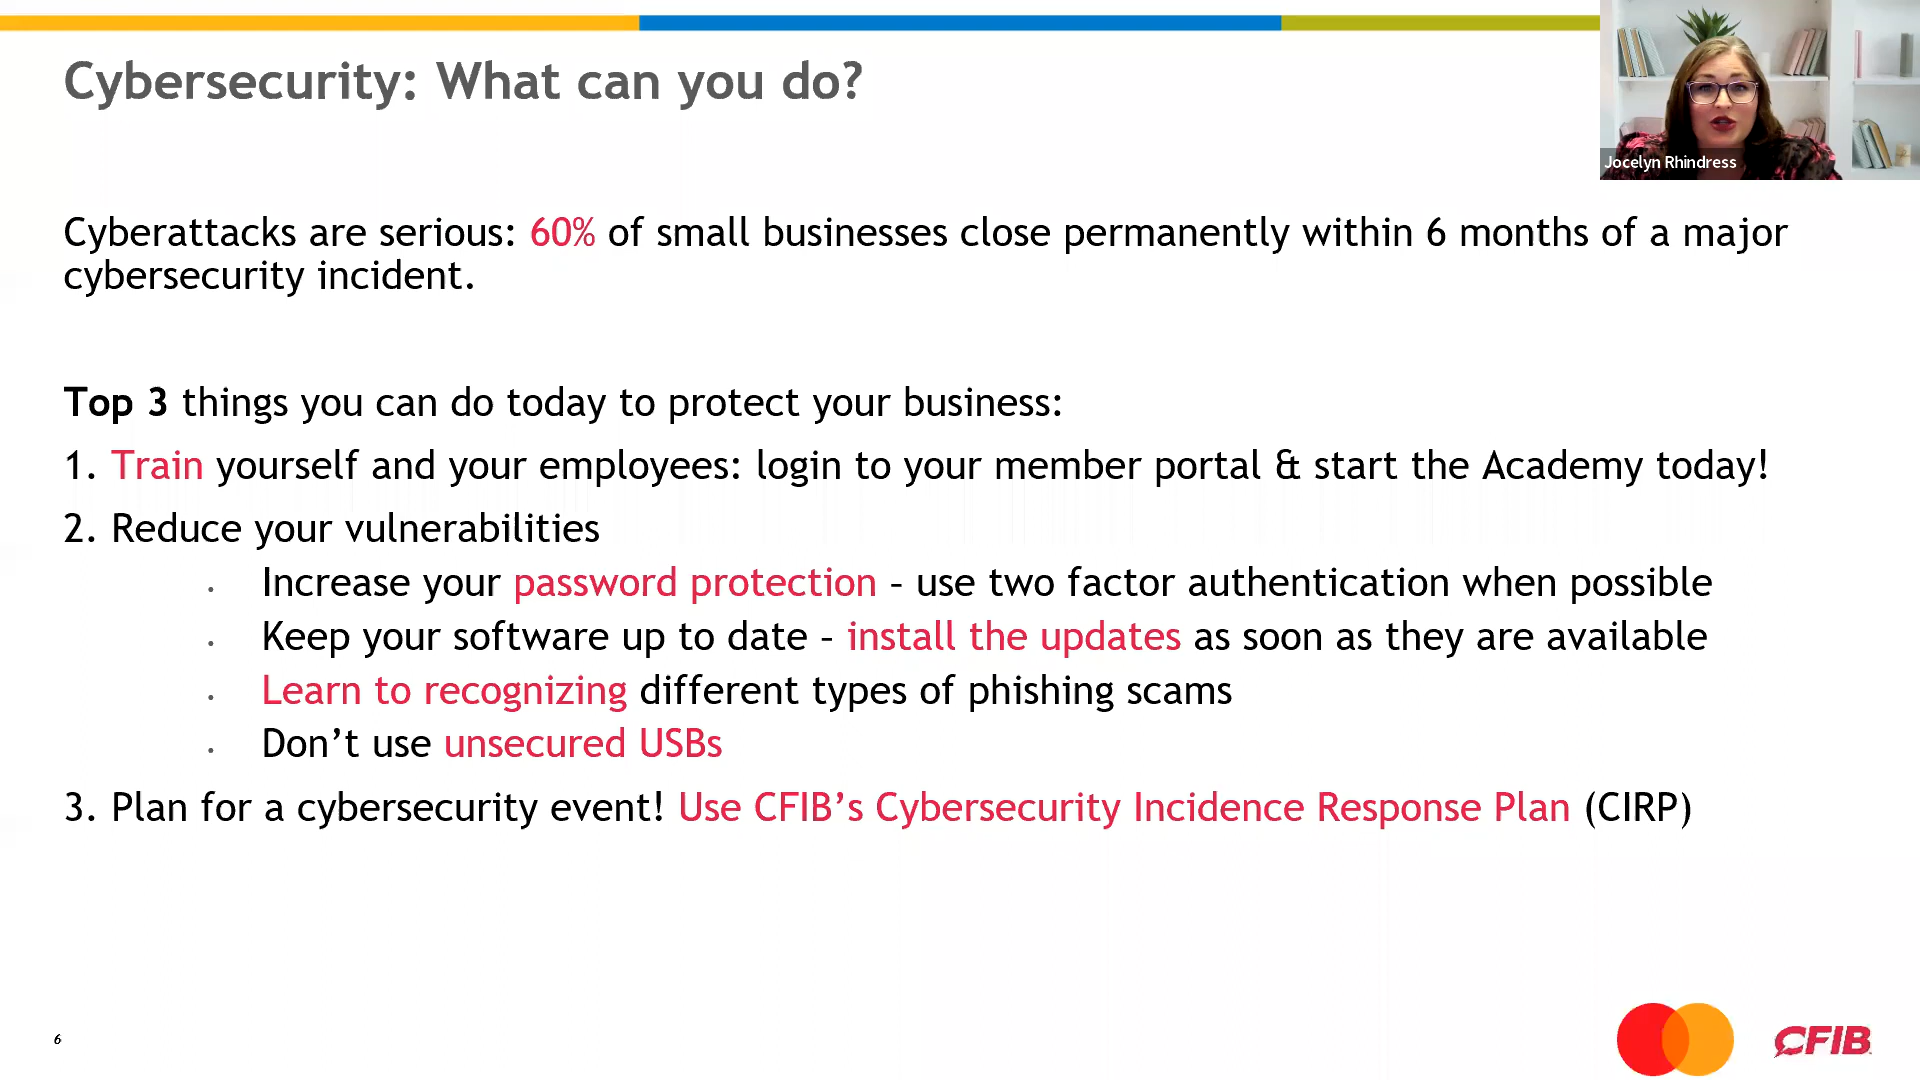 Cybersecurity: What can you do?
Jocelyn Rhindress
Cyberattacks are serious: 60% of small businesses close permanently within 6 months of a major
cybersecurity incident.
Top 3 things you can do today to protect your business:
1. Train yourself and your employees: login to your member portal & start the Academy today!
2. Reduce your vulnerabilities
· Increase your password protection – use two factor authentication when possible
· Keep your software up to date – install the updates as soon as they are available
· Learn to recognizing different types of phishing scams
· Don’t use unsecured USBs
3. Plan for a cybersecurity event! Use CFIB’s Cybersecurity Incidence Response Plan (CIRP)
6
CFIB